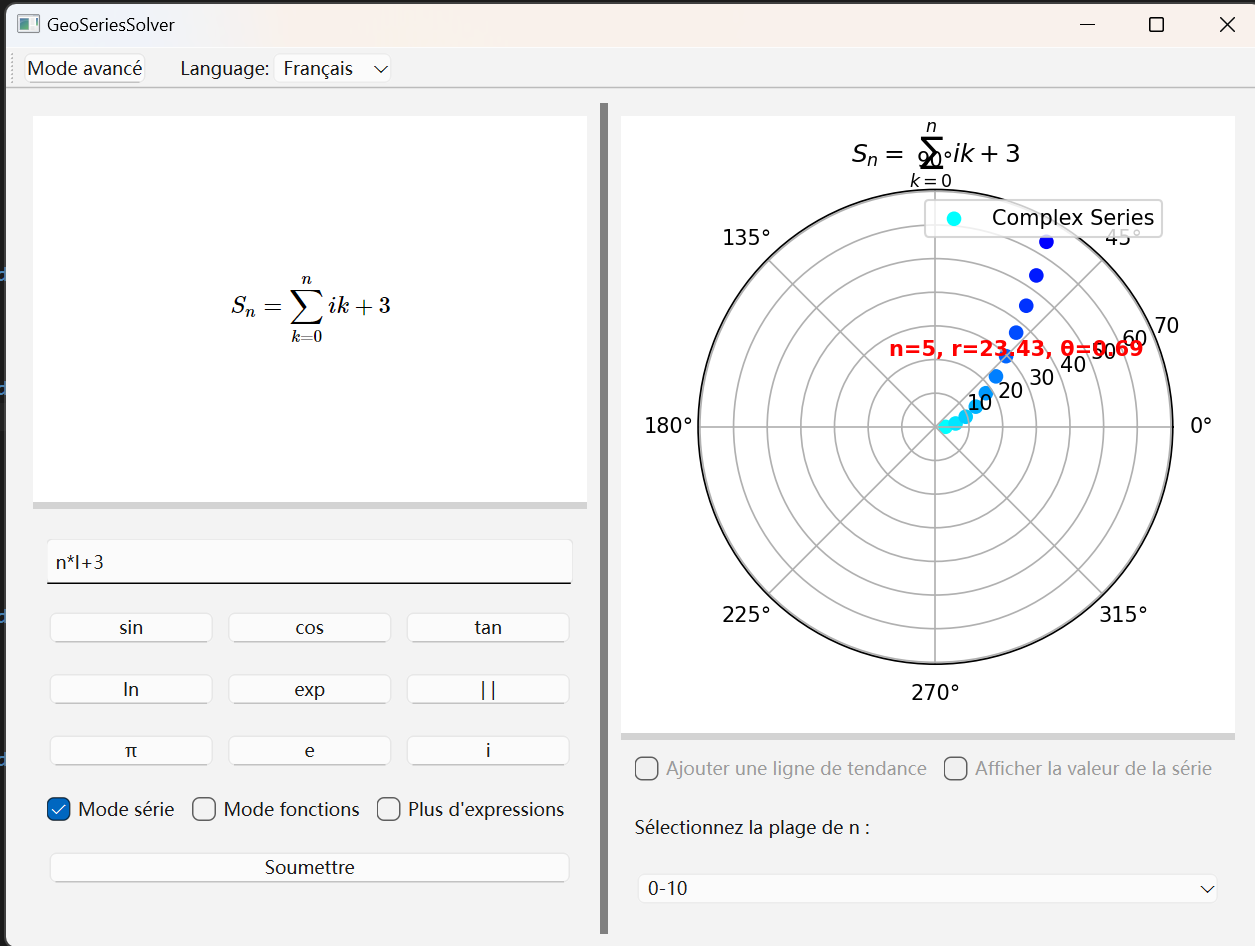 GeoSeriesSolver
Mode avancé Language: Français
S_n = \sum_{k=0}^{n} ik + 3
n*I+3
sin cos tan
ln exp ||
π e i
Mode série Mode fonctions Plus d'expressions
Soumettre
S_n = \sum_{k=0}^{n} ik + 3
90°
Complex Series
135° 45°
n=5, r=23.43, θ=0.69
10 20 30 40 50 60 70
180° 0°
225° 315°
270°
Ajouter une ligne de tendance Afficher la valeur de la série
Sélectionnez la plage de n :
0-10